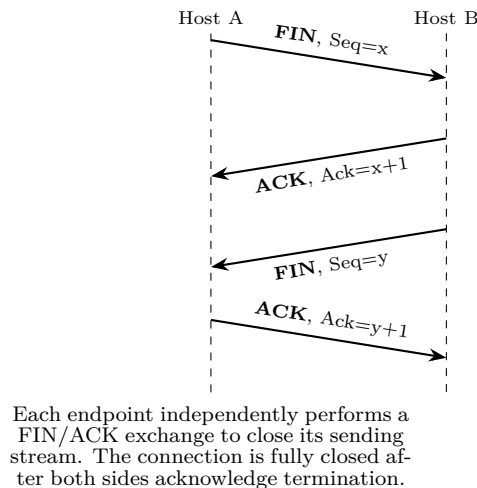 Host A
Host B
FIN, Seq=x
ACK, Ack=x+1
FIN, Seq=y
ACK, Ack=y+1
Each endpoint independently performs a
FIN/ACK exchange to close its sending
stream. The connection is fully closed af-
ter both sides acknowledge termination.